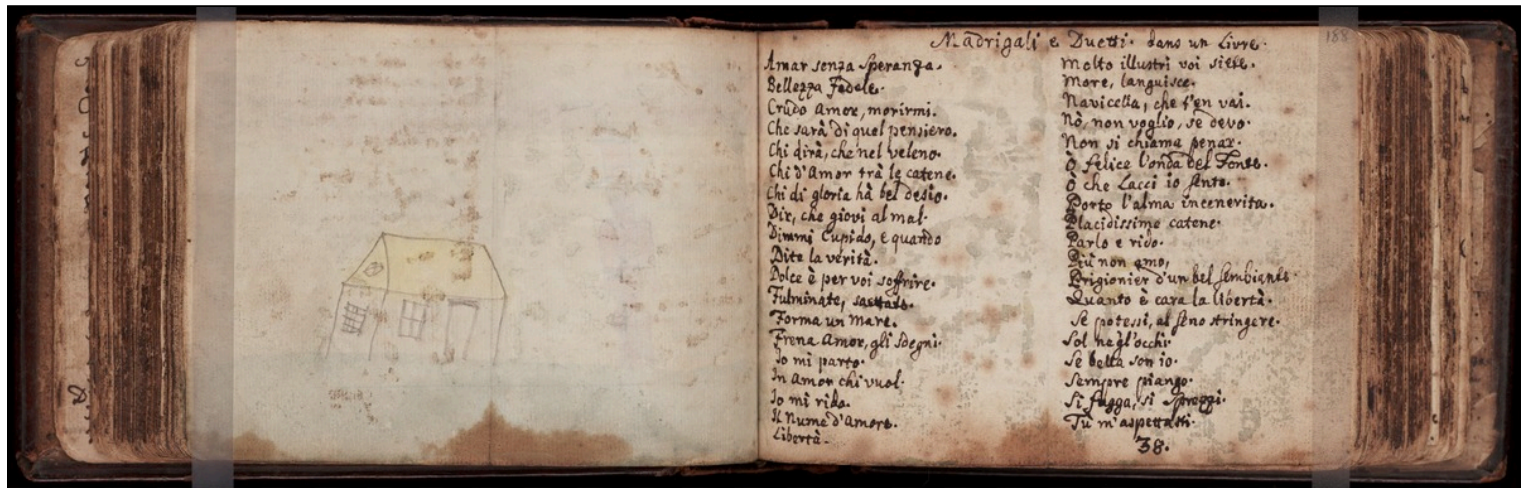 Madrigali e Duetti. dans un Livre.
188
Amar senza Speranza.
Bellezza Fedele.
Crudo Amor, morirmi.
Che sarà di quel pensiero.
Chi dirà, che nel veleno.
Chi d'Amor trà le catene.
Chi di gloria hà bel desio.
Dir, che giovi al mal.
Dimmi Cupido, e quando
Dite la verità.
Dolce è per voi soffrire.
Fulminate, saettate.
Forma un Mare.
Frena Amor, gli sdegni.
Io mi parto.
In Amor chi vuol.
Io mi rido.
Il Nume d'Amore.
Libertà.
Molto illustri voi siete.
More, languisce.
Navicella, che s'en vai.
Nò, non voglio, se devo.
Non si chiama penar.
Ò felice l'onda del Fonte.
Ò che Lacci io sento.
Porto l'alma incenerita.
Placidissime catene.
Parlo e rido.
Più non amo,
Prigionier d'un bel sembiante.
Quanto è cara la libertà.
Se potessi, al seno stringere.
Sol negl'occhi.
Se bella son io.
Sempre piango.
Si fugga, si sprezzi.
Tù m'aspettasti.
38.